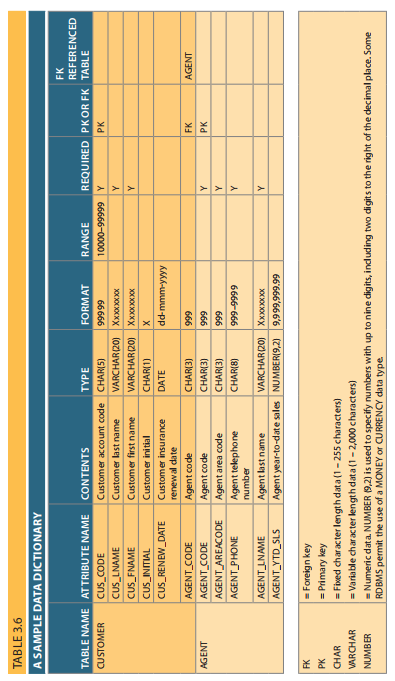 TABLE 3.6
A SAMPLE DATA DICTIONARY
TABLE NAME ATTRIBUTE NAME CONTENTS TYPE FORMAT RANGE REQUIRED PK OR FK FK REFERENCED TABLE
CUSTOMER CUS_CODE Customer account code CHAR(5) 99999 10000–99999 Y PK
CUS_LNAME Customer last name VARCHAR(20) Xxxxxxxx Y
CUS_FNAME Customer first name VARCHAR(20) Xxxxxxxx Y
CUS_INITIAL Customer initial CHAR(1) X
CUS_RENEW_DATE Customer insurance renewal date DATE dd-mmm-yyyy
AGENT_CODE Agent code CHAR(3) 999 FK AGENT
AGENT AGENT_CODE Agent code CHAR(3) 999 Y PK
AGENT_AREACODE Agent area code CHAR(3) 999 Y
AGENT_PHONE Agent telephone number CHAR(8) 999–9999 Y
AGENT_LNAME Agent last name VARCHAR(20) Xxxxxxxx Y
AGENT_YTD_SLS Agent year-to-date sales NUMBER(9,2) 9,999,999.99
FK = Foreign key
PK = Primary key
CHAR = Fixed character length data (1 – 255 characters)
VARCHAR = Variable character length data (1 – 2,000 characters)
NUMBER = Numeric data. NUMBER (9,2) is used to specify numbers with up to nine digits, including two digits to the right of the decimal place. Some
RDBMS permit the use of a MONEY or CURRENCY data type.